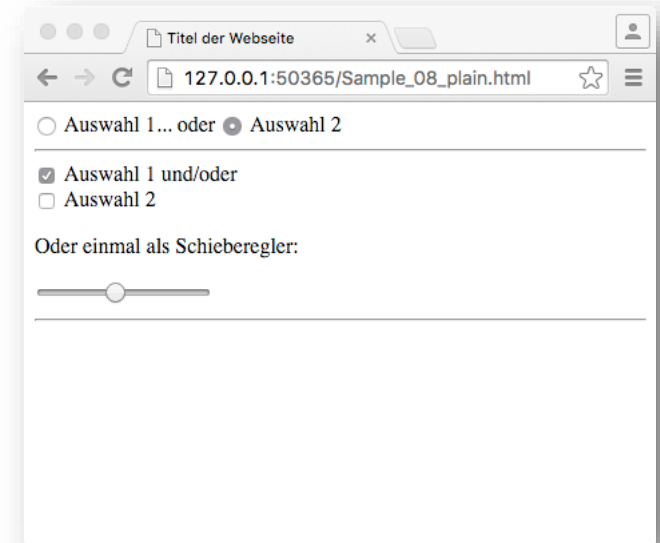 Titel der Webseite
127.0.0.1:50365/Sample_08_plain.html
Auswahl 1... oder Auswahl 2
Auswahl 1 und/oder
Auswahl 2
Oder einmal als Schieberegler: